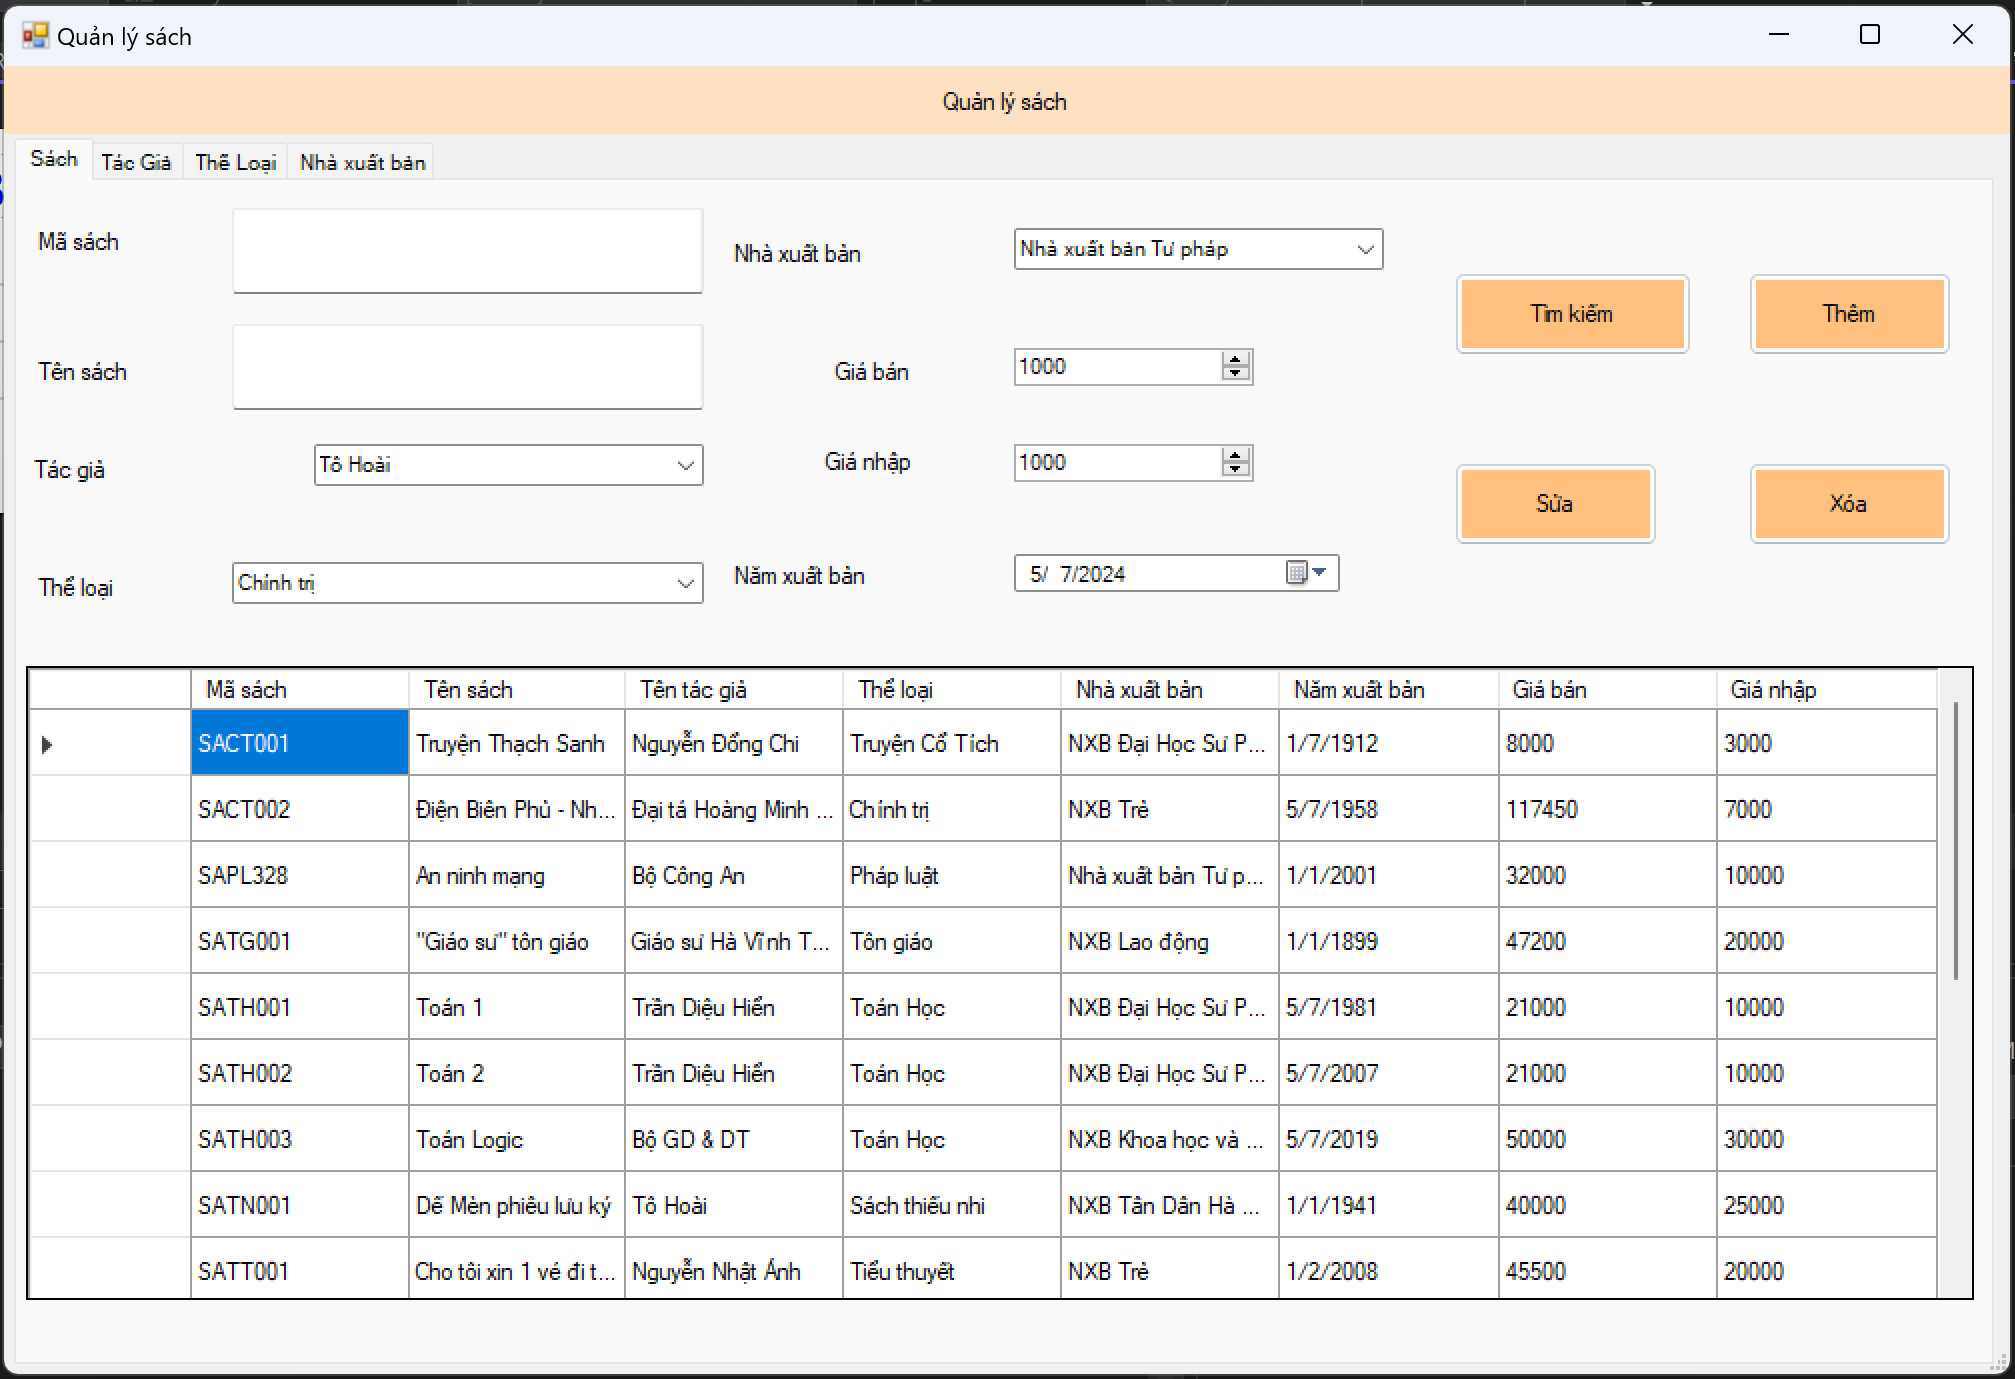 Quản lý sách
Quản lý sách
Sách Tác Giả Thể Loại Nhà xuất bản
Mã sách
Nhà xuất bản Nhà xuất bản Tư pháp
Tìm kiếm Thêm
Tên sách
Giá bán 1000
Tác giả Tô Hoài
Giá nhập 1000
Sửa Xóa
Thể loại Chính trị
Năm xuất bản 5/ 7/2024
Mã sách Tên sách Tên tác giả Thể loại Nhà xuất bản Năm xuất bản Giá bán Giá nhập
SACT001 Truyện Thạch Sanh Nguyễn Đổng Chi Truyện Cổ Tích NXB Đại Học Sư P... 1/7/1912 8000 3000
SACT002 Điện Biên Phủ - Nh... Đại tá Hoàng Minh ... Chính trị NXB Trẻ 5/7/1958 117450 7000
SAPL328 An ninh mạng Bộ Công An Pháp luật Nhà xuất bản Tư p... 1/1/2001 32000 10000
SATG001 "Giáo sư" tôn giáo Giáo sư Hà Vĩnh T... Tôn giáo NXB Lao động 1/1/1899 47200 20000
SATH001 Toán 1 Trần Diệu Hiển Toán Học NXB Đại Học Sư P... 5/7/1981 21000 10000
SATH002 Toán 2 Trần Diệu Hiển Toán Học NXB Đại Học Sư P... 5/7/2007 21000 10000
SATH003 Toán Logic Bộ GD & DT Toán Học NXB Khoa học và ... 5/7/2019 50000 30000
SATN001 Dế Mèn phiêu lưu ký Tô Hoài Sách thiếu nhi NXB Tân Dân Hà ... 1/1/1941 40000 25000
SATT001 Cho tôi xin 1 vé đi t... Nguyễn Nhật Ánh Tiểu thuyết NXB Trẻ 1/2/2008 45500 20000